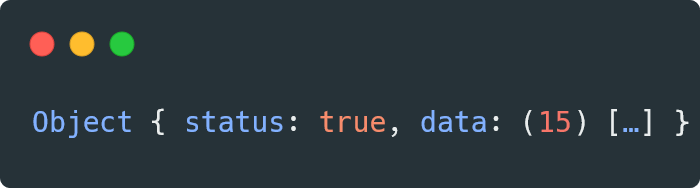 Object { status: true, data: (15) […] }